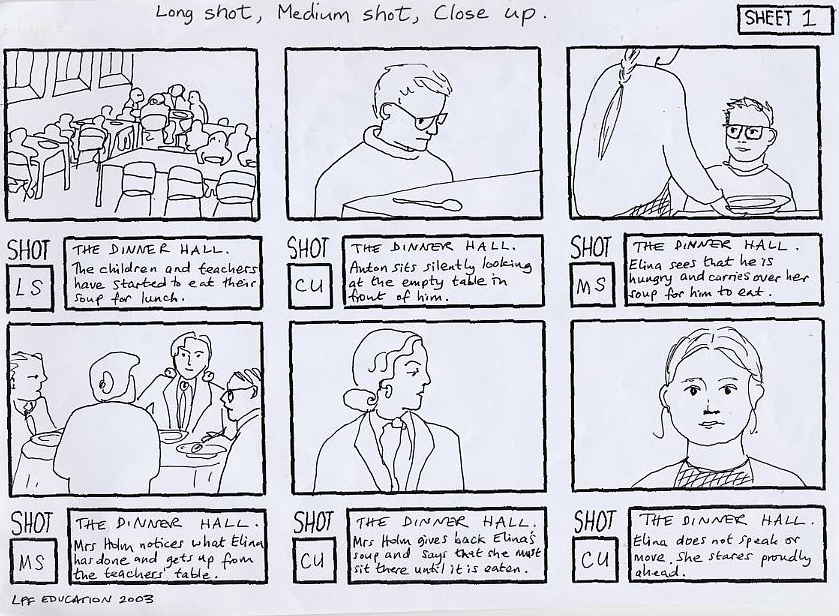 Long shot, Medium shot, Close up.
SHEET 1
SHOT
LS
THE DINNER HALL.
The children and teachers
have started to eat their
soup for lunch.
SHOT
CU
THE DINNER HALL.
Anton sits silently looking
at the empty table in
front of him.
SHOT
MS
THE DINNER HALL.
Elina sees that he is
hungry and carries over her
soup for him to eat.
SHOT
MS
THE DINNER HALL.
Mrs Holm notices what Elina
has done and gets up from
the teachers' table.
SHOT
CU
THE DINNER HALL.
Mrs Holm gives back Elina's
soup and says that she must
sit there until it is eaten.
SHOT
CU
THE DINNER HALL.
Elina does not speak or
move. She stares proudly
ahead.
LPF EDUCATION 2003